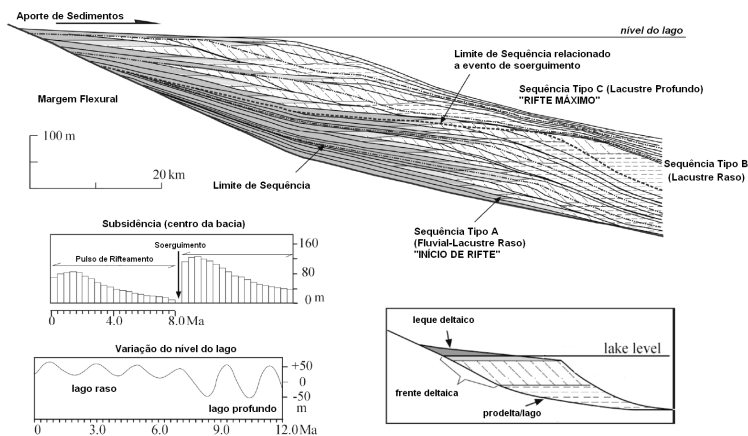 Aporte de Sedimentos
nível do lago
Limite de Sequência relacionado
a evento de soerguimento
Sequência Tipo C (Lacustre Profundo)
"RIFTE MÁXIMO"
Margem Flexural
100 m
20 km
Limite de Sequência
Sequência Tipo B
(Lacustre Raso)
Sequência Tipo A
(Fluvial-Lacustre Raso)
"INÍCIO DE RIFTE"
Subsidência (centro da bacia)
Soerguimento
Pulso de Rifteamento
160
80
0 m
0 4.0 8.0 Ma
Variação do nível do lago
lago raso
lago profundo
+50
0
-50
m
0 3.0 6.0 9.0 12.0 Ma
leque deltaico
lake level
frente deltaica
prodelta/lago